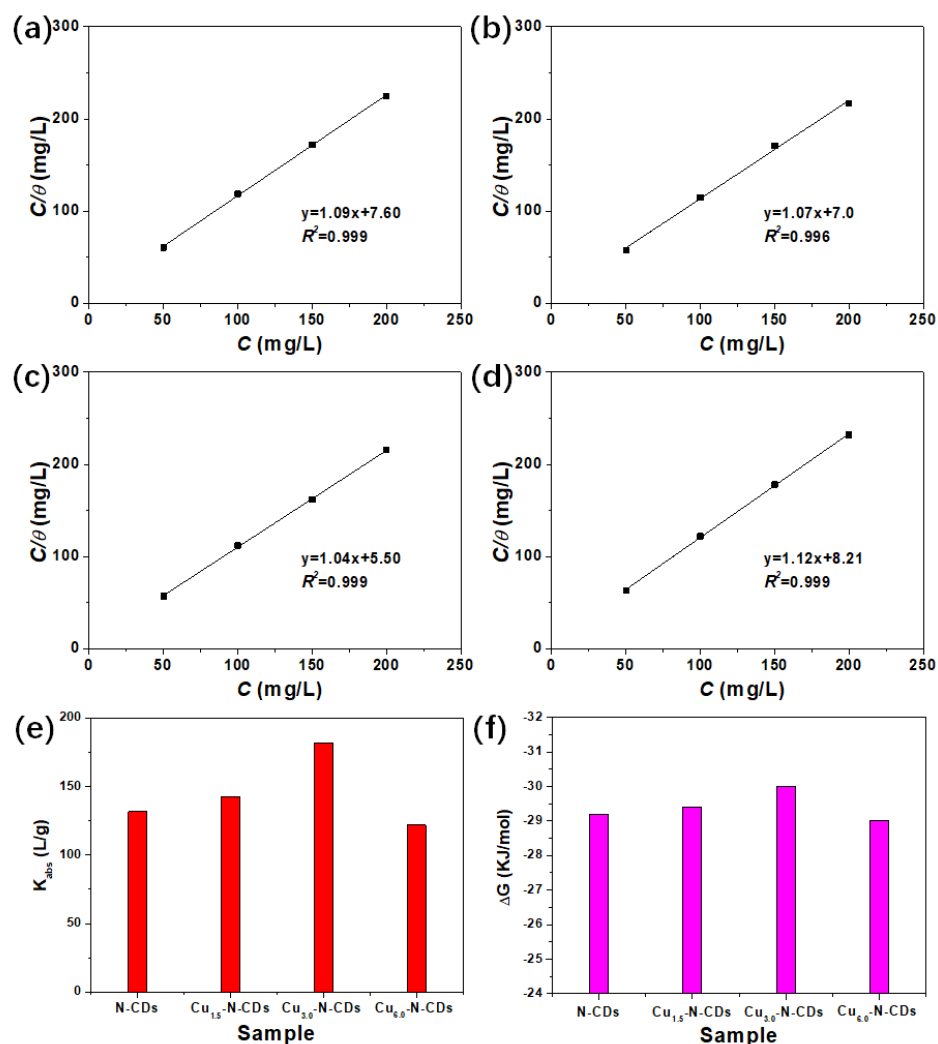 (a)
300
200
100
0
C/θ (mg/L)
y=1.09x+7.60
R²=0.999
0 50 100 150 200 250
C (mg/L)
(b)
300
200
100
0
C/θ (mg/L)
y=1.07x+7.0
R²=0.996
0 50 100 150 200 250
C (mg/L)
(c)
300
200
100
0
C/θ (mg/L)
y=1.04x+5.50
R²=0.999
0 50 100 150 200 250
C (mg/L)
(d)
300
200
100
0
C/θ (mg/L)
y=1.12x+8.21
R²=0.999
0 50 100 150 200 250
C (mg/L)
(e)
200
150
100
50
0
K_abs (L/g)
N-CDs Cu₁.₅-N-CDs Cu₃.₀-N-CDs Cu₆.₀-N-CDs
Sample
(f)
-32
-31
-30
-29
-28
-27
-26
-25
-24
ΔG (KJ/mol)
N-CDs Cu₁.₅-N-CDs Cu₃.₀-N-CDs Cu₆.₀-N-CDs
Sample